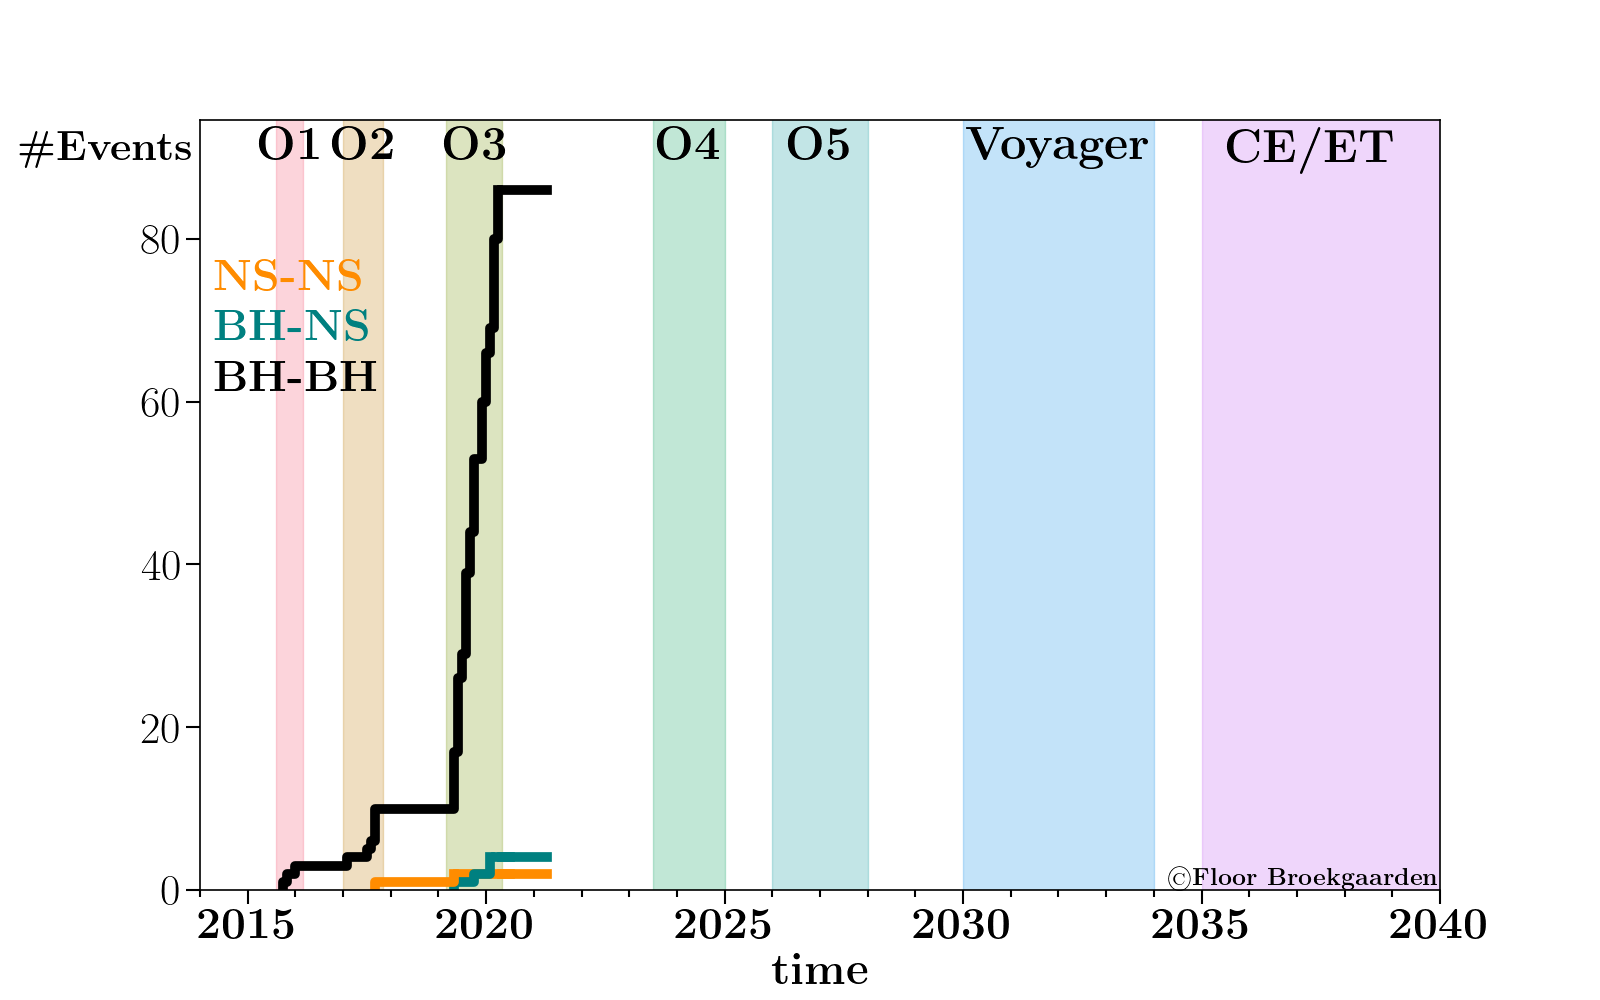 #Events
O1 O2 O3 O4 O5 Voyager CE/ET
80
NS-NS
BH-NS
BH-BH
60
40
20
0
©Floor Broekgaarden
2015 2020 2025 2030 2035 2040
time